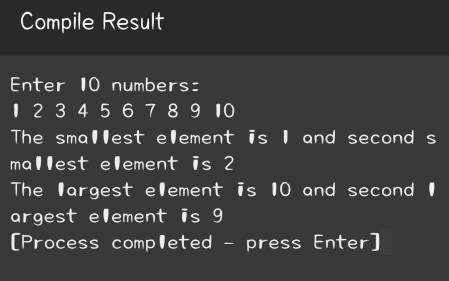 Compile Result
Enter 10 numbers:
1 2 3 4 5 6 7 8 9 10
The smallest element is 1 and second s
mallest element is 2
The largest element is 10 and second l
argest element is 9
[Process completed - press Enter]